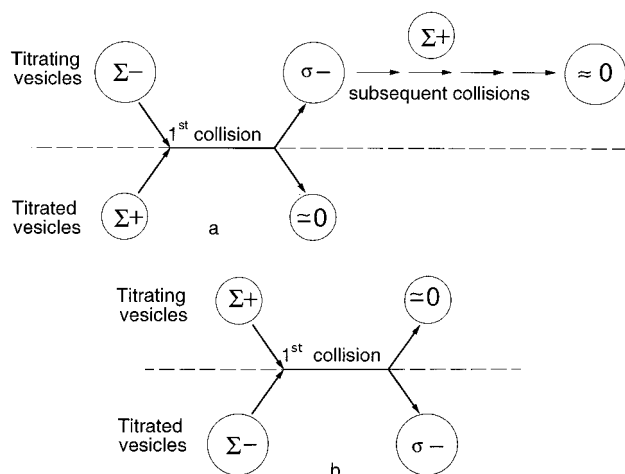 Σ+
Titrating
vesicles
Σ−
σ−
≈ 0
subsequent collisions
1st collision
Titrated
vesicles
Σ+
≃0
a
Titrating
vesicles
Σ+
≃0
1st collision
Titrated
vesicles
Σ−
σ−
b